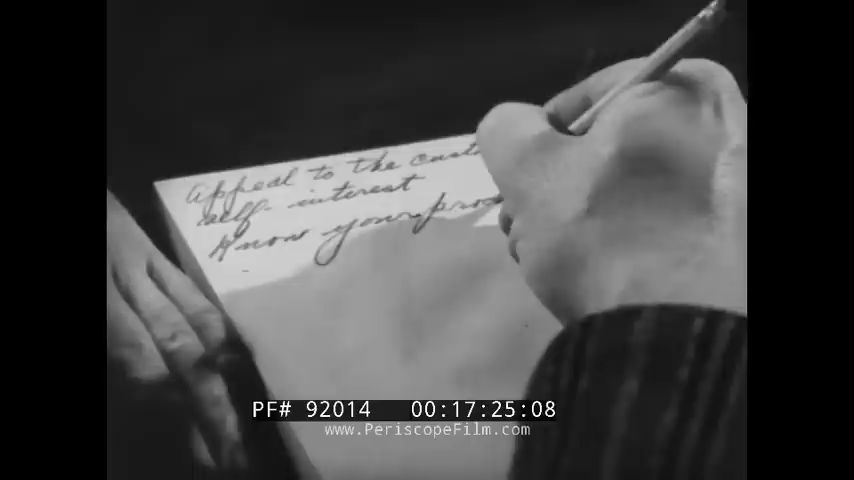 Appeal to the
self-interest
Know your
PF# 92014 00:17:25:08
www.PeriscopeFilm.com